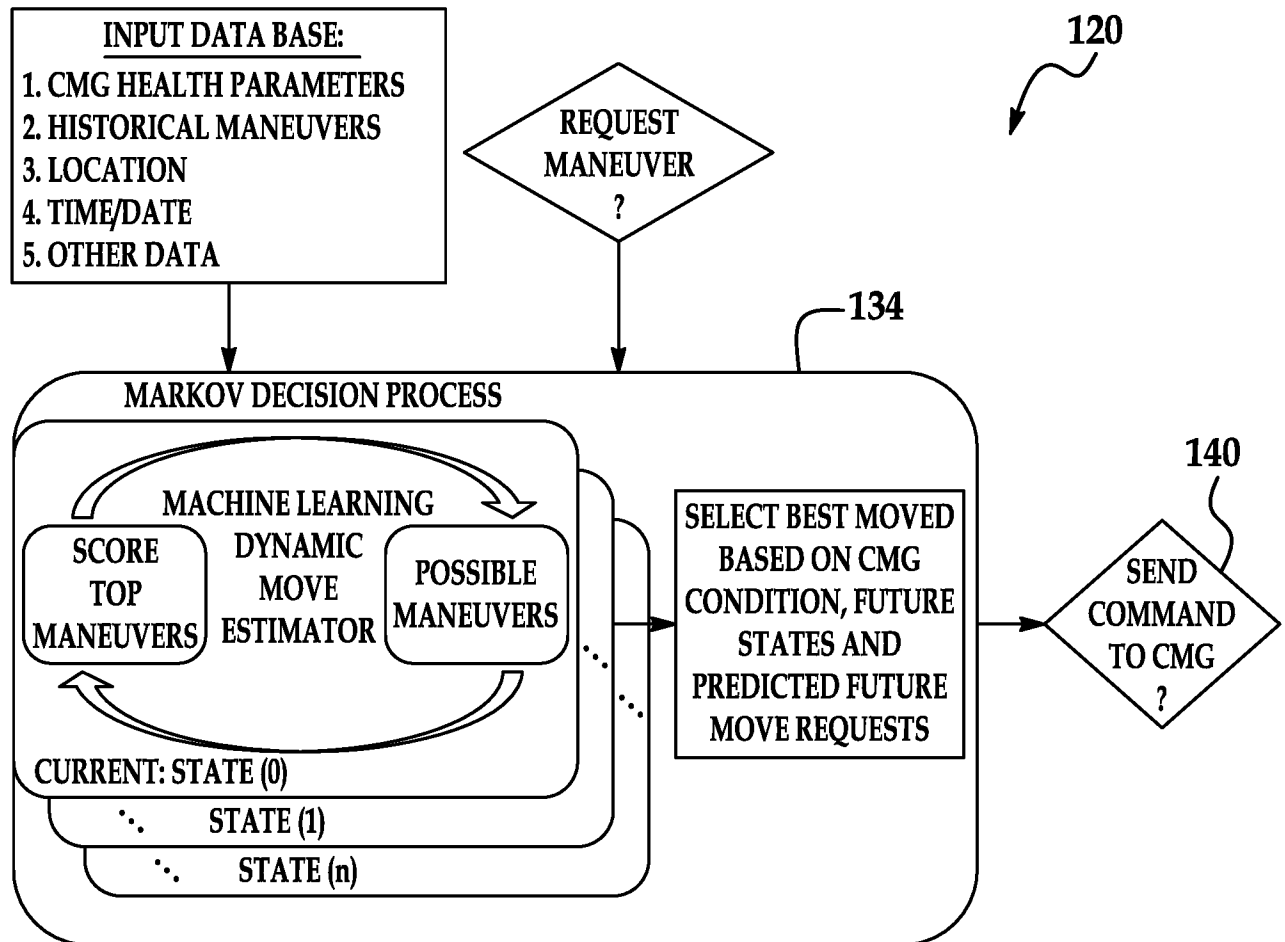 INPUT DATA BASE:
1. CMG HEALTH PARAMETERS
2. HISTORICAL MANEUVERS
3. LOCATION
4. TIME/DATE
5. OTHER DATA
REQUEST
MANEUVER
?
120
134
MARKOV DECISION PROCESS
MACHINE LEARNING
DYNAMIC
MOVE
ESTIMATOR
SCORE
TOP
MANEUVERS
POSSIBLE
MANEUVERS
CURRENT: STATE (0)
STATE (1)
STATE (n)
SELECT BEST MOVED
BASED ON CMG
CONDITION, FUTURE
STATES AND
PREDICTED FUTURE
MOVE REQUESTS
140
SEND
COMMAND
TO CMG
?